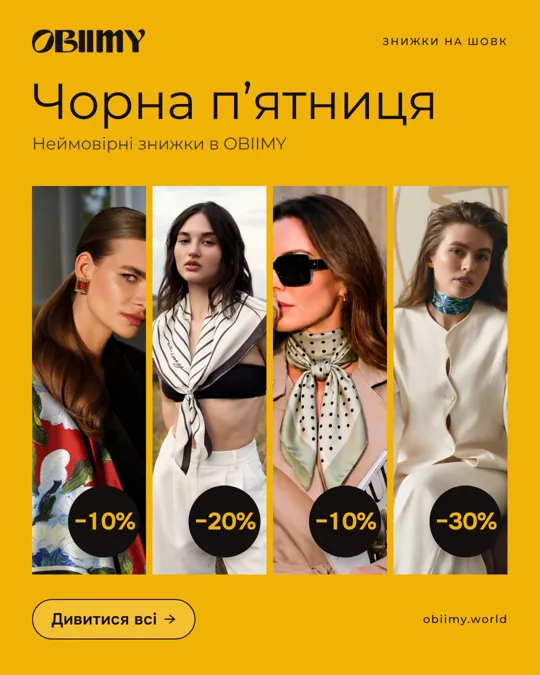 OBIIMY
ЗНИЖКИ НА ШОВК
Чорна п’ятниця
Неймовірні знижки в OBIIMY
-10%
-20%
-10%
-30%
Дивитися всі →
obiimy.world